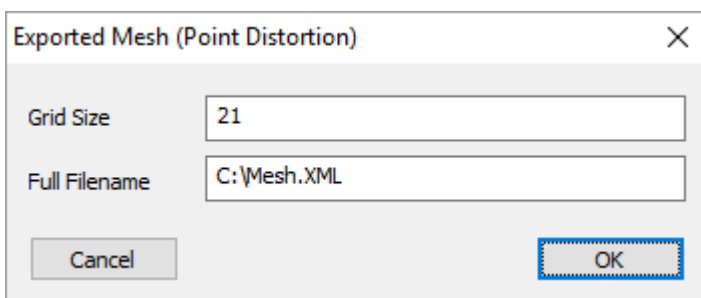 Exported Mesh (Point Distortion)
Grid Size 21
Full Filename C:\Mesh.XML
Cancel OK